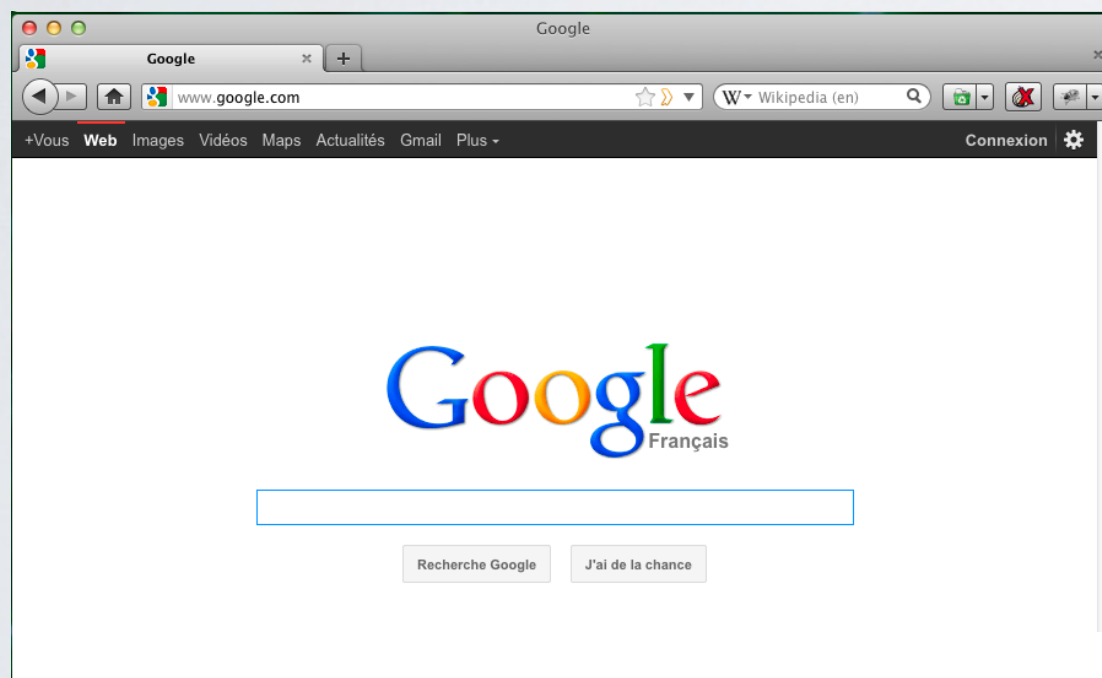 Google
Google
www.google.com
W Wikipedia (en)
+Vous Web Images Vidéos Maps Actualités Gmail Plus
Connexion
Google
Français
Recherche Google
J'ai de la chance